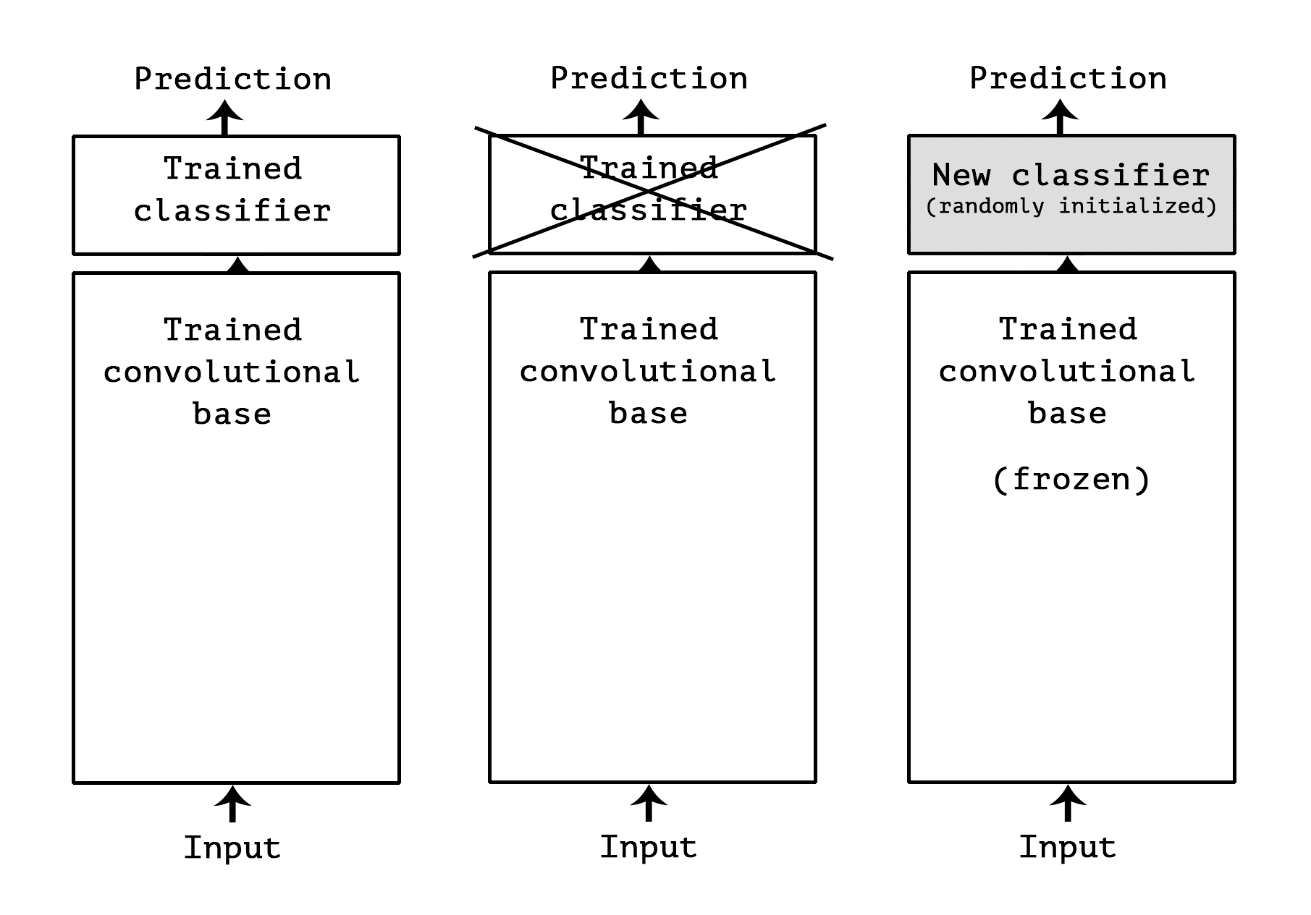 Prediction
Trained
classifier
Trained
convolutional
base
Input
Prediction
Trained
classifier
Trained
convolutional
base
Input
Prediction
New classifier
(randomly initialized)
Trained
convolutional
base
(frozen)
Input